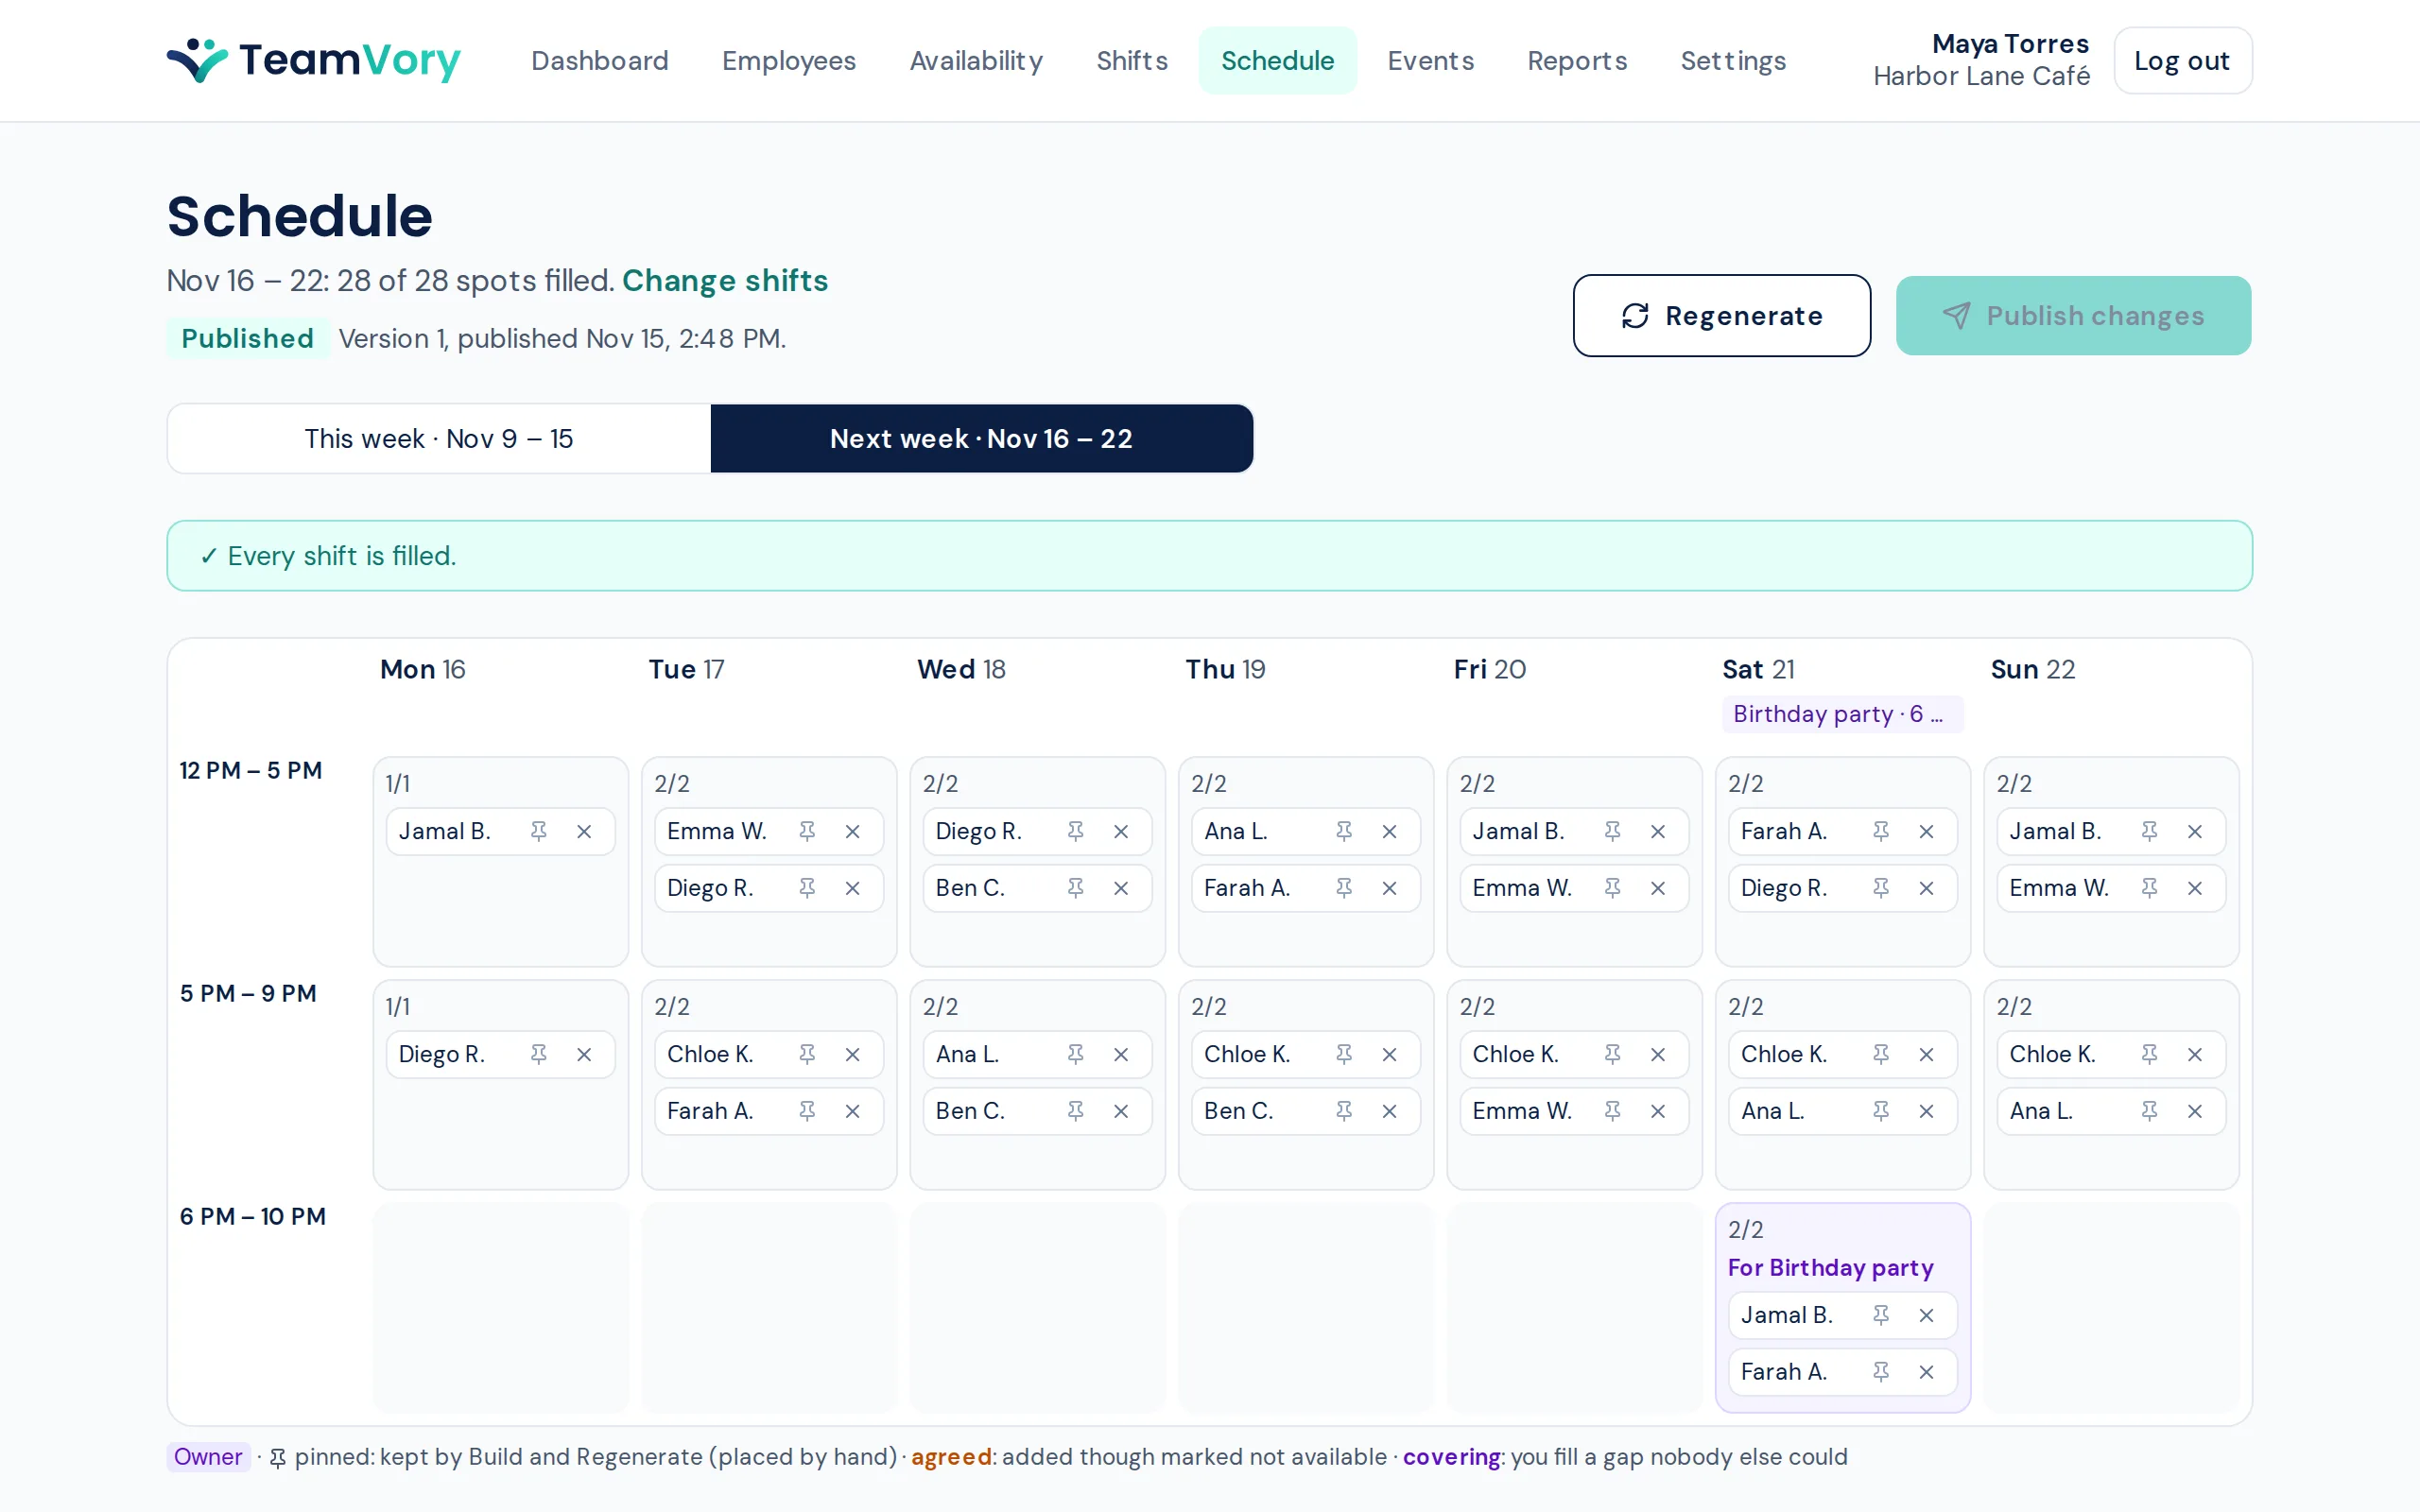 TeamVory Dashboard Employees Availability Shifts Schedule Events Reports Settings Maya Torres Log out
Harbor Lane Café
Schedule
Nov 16 – 22: 28 of 28 spots filled. Change shifts
Published Version 1, published Nov 15, 2:48 PM.
Regenerate Publish changes
This week · Nov 9 – 15 Next week · Nov 16 – 22
✓ Every shift is filled.
Mon 16 Tue 17 Wed 18 Thu 19 Fri 20 Sat 21 Sun 22
Birthday party · 6 ...
12 PM – 5 PM
1/1 2/2 2/2 2/2 2/2 2/2 2/2
Jamal B. Emma W. Diego R. Ana L. Jamal B. Farah A. Jamal B.
Diego R. Ben C. Farah A. Emma W. Diego R. Emma W.
5 PM – 9 PM
1/1 2/2 2/2 2/2 2/2 2/2 2/2
Diego R. Chloe K. Ana L. Chloe K. Chloe K. Chloe K. Chloe K.
Farah A. Ben C. Ben C. Emma W. Ana L. Ana L.
6 PM – 10 PM
2/2
For Birthday party
Jamal B.
Farah A.
Owner · pinned: kept by Build and Regenerate (placed by hand) · agreed: added though marked not available · covering: you fill a gap nobody else could